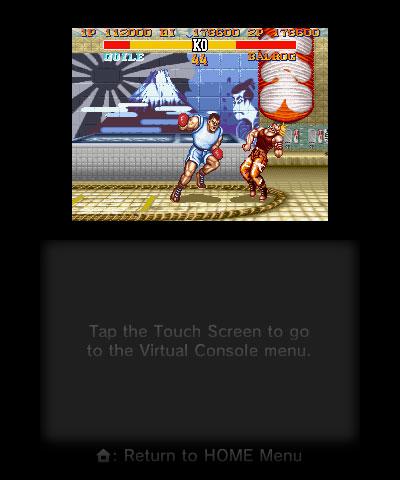 1P 112000 HI 178600 2P 178600
KO
GUILE 44 BALROG
Tap the Touch Screen to go
to the Virtual Console menu.
: Return to HOME Menu